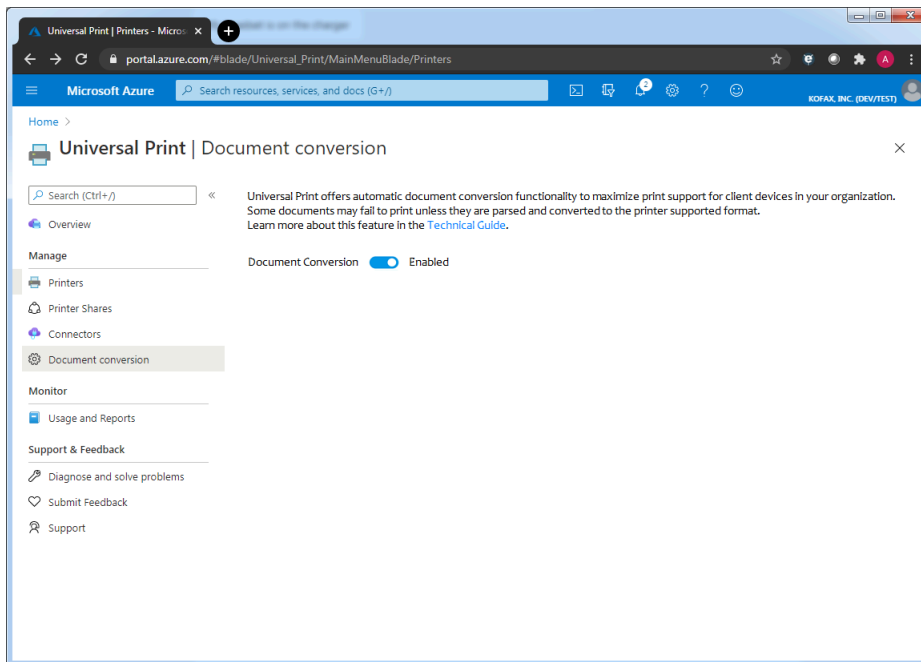 is on the charger
Universal Print | Printers - Micros
portal.azure.com/#blade/Universal_Print/MainMenuBlade/Printers
A
Microsoft Azure
Search resources, services, and docs (G+/)
2
KOFAX, INC. (DEV/TEST)
Home >
Universal Print | Document conversion
Search (Ctrl+/)
«
Overview
Manage
Printers
Printer Shares
Connectors
Document conversion
Monitor
Usage and Reports
Support & Feedback
Diagnose and solve problems
Submit Feedback
Support
Universal Print offers automatic document conversion functionality to maximize print support for client devices in your organization.
Some documents may fail to print unless they are parsed and converted to the printer supported format.
Learn more about this feature in the Technical Guide.
Document Conversion Enabled